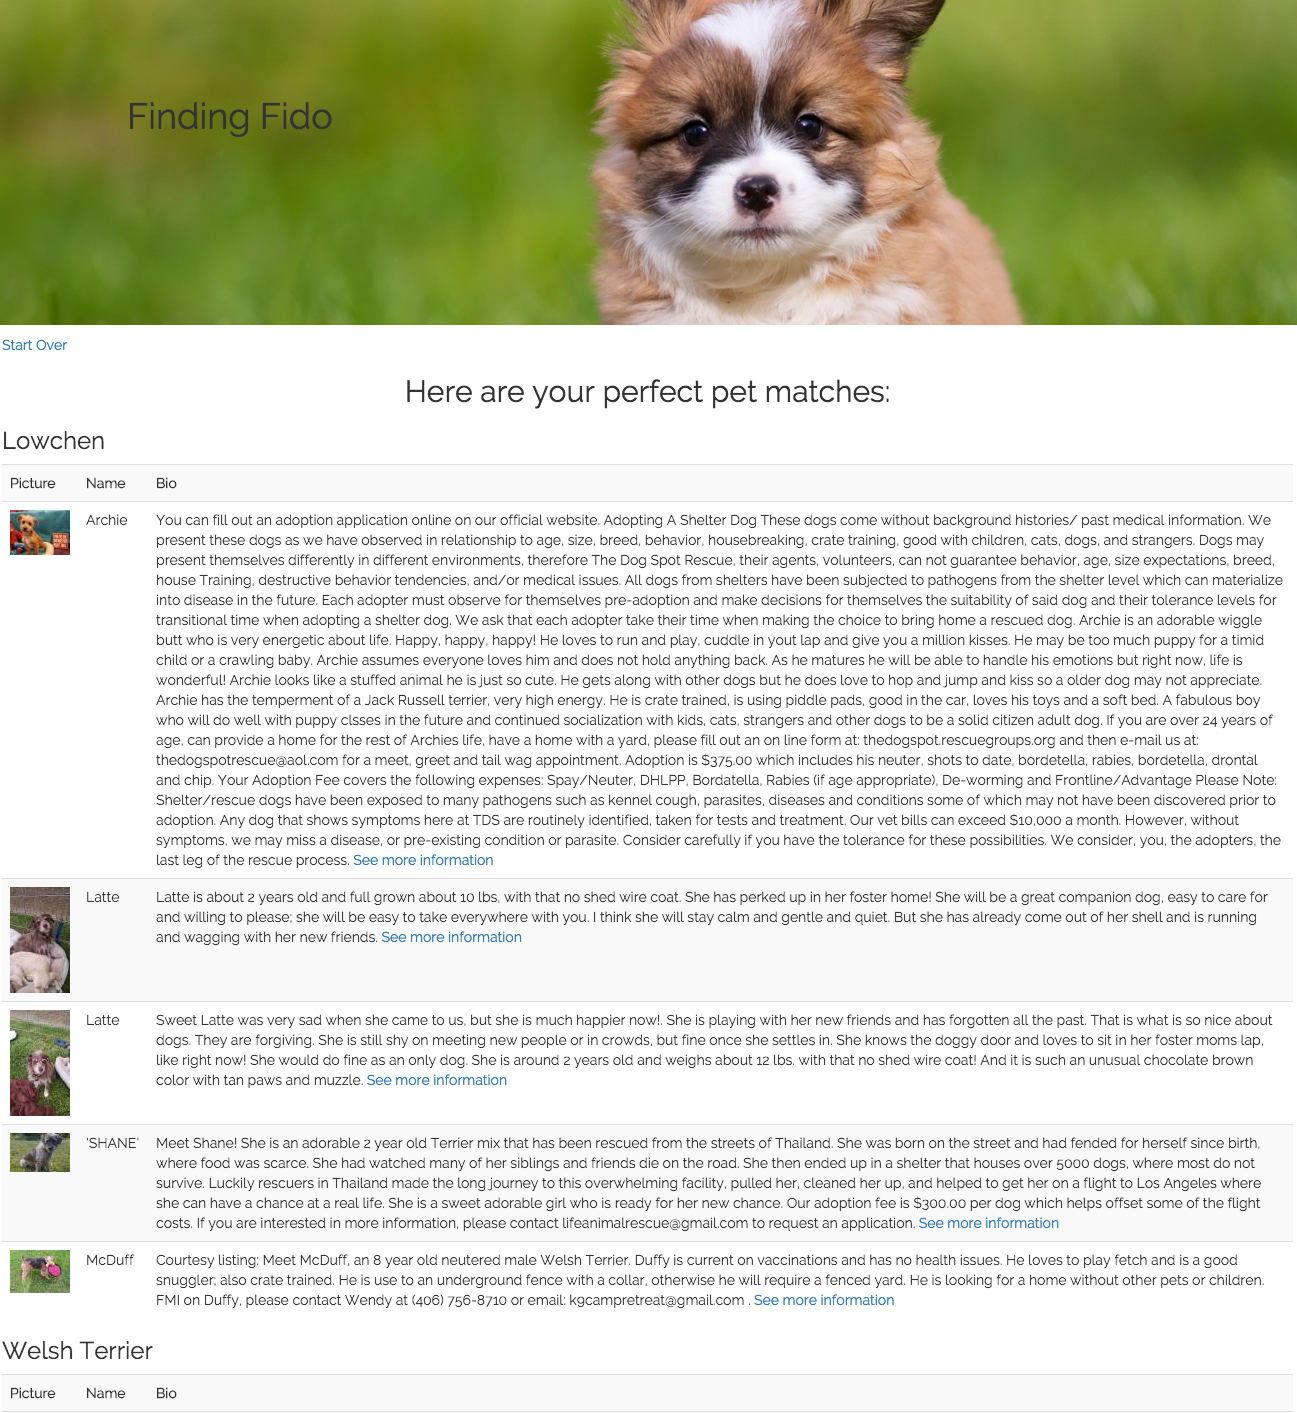 Finding Fido
Start Over
Here are your perfect pet matches:
Lowchen
Picture Name Bio
Archie You can fill out an adoption application online on our official website. Adopting A Shelter Dog These dogs come without background histories/ past medical information. We
present these dogs as we have observed in relationship to age, size, breed, behavior, housebreaking, crate training, good with children, cats, dogs, and strangers. Dogs may
present themselves differently in different environments, therefore The Dog Spot Rescue, their agents, volunteers, can not guarantee behavior, age, size expectations, breed,
house Training, destructive behavior tendencies, and/or medical issues. All dogs from shelters have been subjected to pathogens from the shelter level which can materialize
into disease in the future. Each adopter must observe for themselves pre-adoption and make decisions for themselves the suitability of said dog and their tolerance levels for
transitional time when adopting a shelter dog. We ask that each adopter take their time when making the choice to bring home a rescued dog. Archie is an adorable wiggle
butt who is very energetic about life. Happy, happy, happy! He loves to run and play, cuddle in yout lap and give you a million kisses. He may be too much puppy for a timid
child or a crawling baby. Archie assumes everyone loves him and does not hold anything back. As he matures he will be able to handle his emotions but right now, life is
wonderful! Archie looks like a stuffed animal he is just so cute. He gets along with other dogs but he does love to hop and jump and kiss so a older dog may not appreciate.
Archie has the temperment of a Jack Russell terrier, very high energy. He is crate trained, is using piddle pads, good in the car, loves his toys and a soft bed. A fabulous boy
who will do well with puppy clsses in the future and continued socialization with kids, cats, strangers and other dogs to be a solid citizen adult dog. If you are over 24 years of
age, can provide a home for the rest of Archies life, have a home with a yard, please fill out an on line form at: thedogspot.rescuegroups.org and then e-mail us at:
thedogspotrescue@aol.com for a meet, greet and tail wag appointment. Adoption is $375.00 which includes his neuter, shots to date, bordetella, rabies, bordetella, drontal
and chip. Your Adoption Fee covers the following expenses: Spay/Neuter, DHLPP, Bordatella, Rabies (if age appropriate), De-worming and Frontline/Advantage Please Note:
Shelter/rescue dogs have been exposed to many pathogens such as kennel cough, parasites, diseases and conditions some of which may not have been discovered prior to
adoption. Any dog that shows symptoms here at TDS are routinely identified, taken for tests and treatment. Our vet bills can exceed $10,000 a month. However, without
symptoms, we may miss a disease, or pre-existing condition or parasite. Consider carefully if you have the tolerance for these possibilities. We consider, you, the adopters, the
last leg of the rescue process. See more information
Latte Latte is about 2 years old and full grown about 10 lbs, with that no shed wire coat. She has perked up in her foster home! She will be a great companion dog, easy to care for
and willing to please; she will be easy to take everywhere with you. I think she will stay calm and gentle and quiet. But she has already come out of her shell and is running
and wagging with her new friends. See more information
Latte Sweet Latte was very sad when she came to us, but she is much happier now!. She is playing with her new friends and has forgotten all the past. That is what is so nice about
dogs. They are forgiving. She is still shy on meeting new people or in crowds, but fine once she settles in. She knows the doggy door and loves to sit in her foster moms lap,
like right now! She would do fine as an only dog. She is around 2 years old and weighs about 12 lbs. with that no shed wire coat! And it is such an unusual chocolate brown
color with tan paws and muzzle. See more information
'SHANE' Meet Shane! She is an adorable 2 year old Terrier mix that has been rescued from the streets of Thailand. She was born on the street and had fended for herself since birth,
where food was scarce. She had watched many of her siblings and friends die on the road. She then ended up in a shelter that houses over 5000 dogs, where most do not
survive. Luckily rescuers in Thailand made the long journey to this overwhelming facility, pulled her, cleaned her up, and helped to get her on a flight to Los Angeles where
she can have a chance at a real life. She is a sweet adorable girl who is ready for her new chance. Our adoption fee is $300.00 per dog which helps offset some of the flight
costs. If you are interested in more information, please contact lifeanimalrescue@gmail.com to request an application. See more information
McDuff Courtesy listing: Meet McDuff, an 8 year old neutered male Welsh Terrier. Duffy is current on vaccinations and has no health issues. He loves to play fetch and is a good
snuggler; also crate trained. He is use to an underground fence with a collar, otherwise he will require a fenced yard. He is looking for a home without other pets or children.
FMI on Duffy, please contact Wendy at (406) 756-8710 or email: k9campretreat@gmail.com . See more information
Welsh Terrier
Picture Name Bio